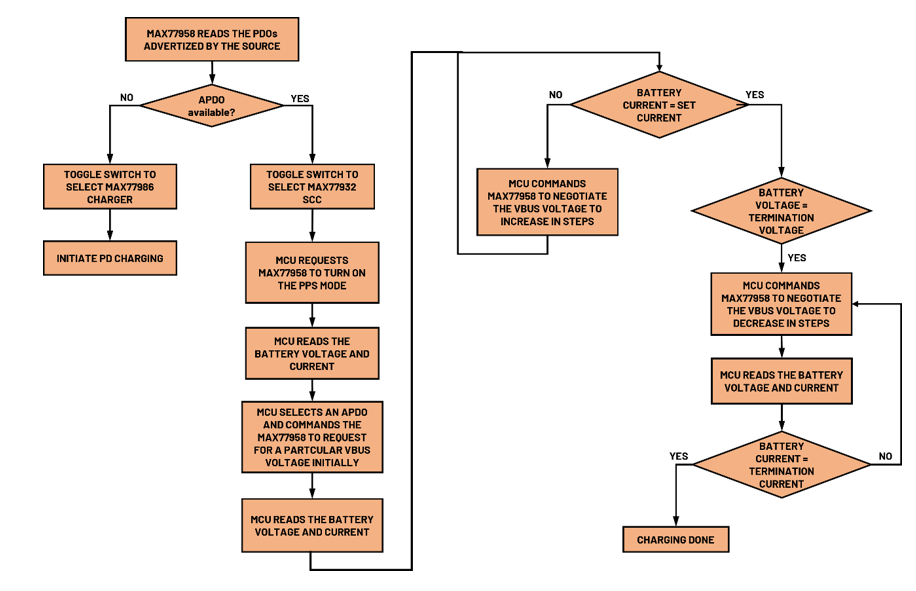 MAX77958 READS THE PDOs
ADVERTIZED BY THE SOURCE
NO
APDO
available?
YES
TOGGLE SWITCH TO
SELECT MAX77986
CHARGER
INITIATE PD CHARGING
TOGGLE SWITCH TO
SELECT MAX77932
SCC
MCU REQUESTS
MAX77958 TO TURN ON
THE PPS MODE
MCU READS THE
BATTERY VOLTAGE AND
CURRENT
MCU SELECTS AN APDO
AND COMMANDS THE
MAX77958 TO REQUEST
FOR A PARTCULAR VBUS
VOLTAGE INITIALLY
MCU READS THE BATTERY
VOLTAGE AND CURRENT
NO
BATTERY
CURRENT = SET
CURRENT
YES
MCU COMMANDS
MAX77958 TO NEGOTIATE
THE VBUS VOLTAGE TO
INCREASE IN STEPS
BATTERY
VOLTAGE =
TERMINATION
VOLTAGE
YES
MCU COMMANDS
MAX77958 TO NEGOTIATE
THE VBUS VOLTAGE TO
DECREASE IN STEPS
MCU READS THE BATTERY
VOLTAGE AND CURRENT
YES
BATTERY
CURRENT =
TERMINATION
CURRENT
NO
CHARGING DONE